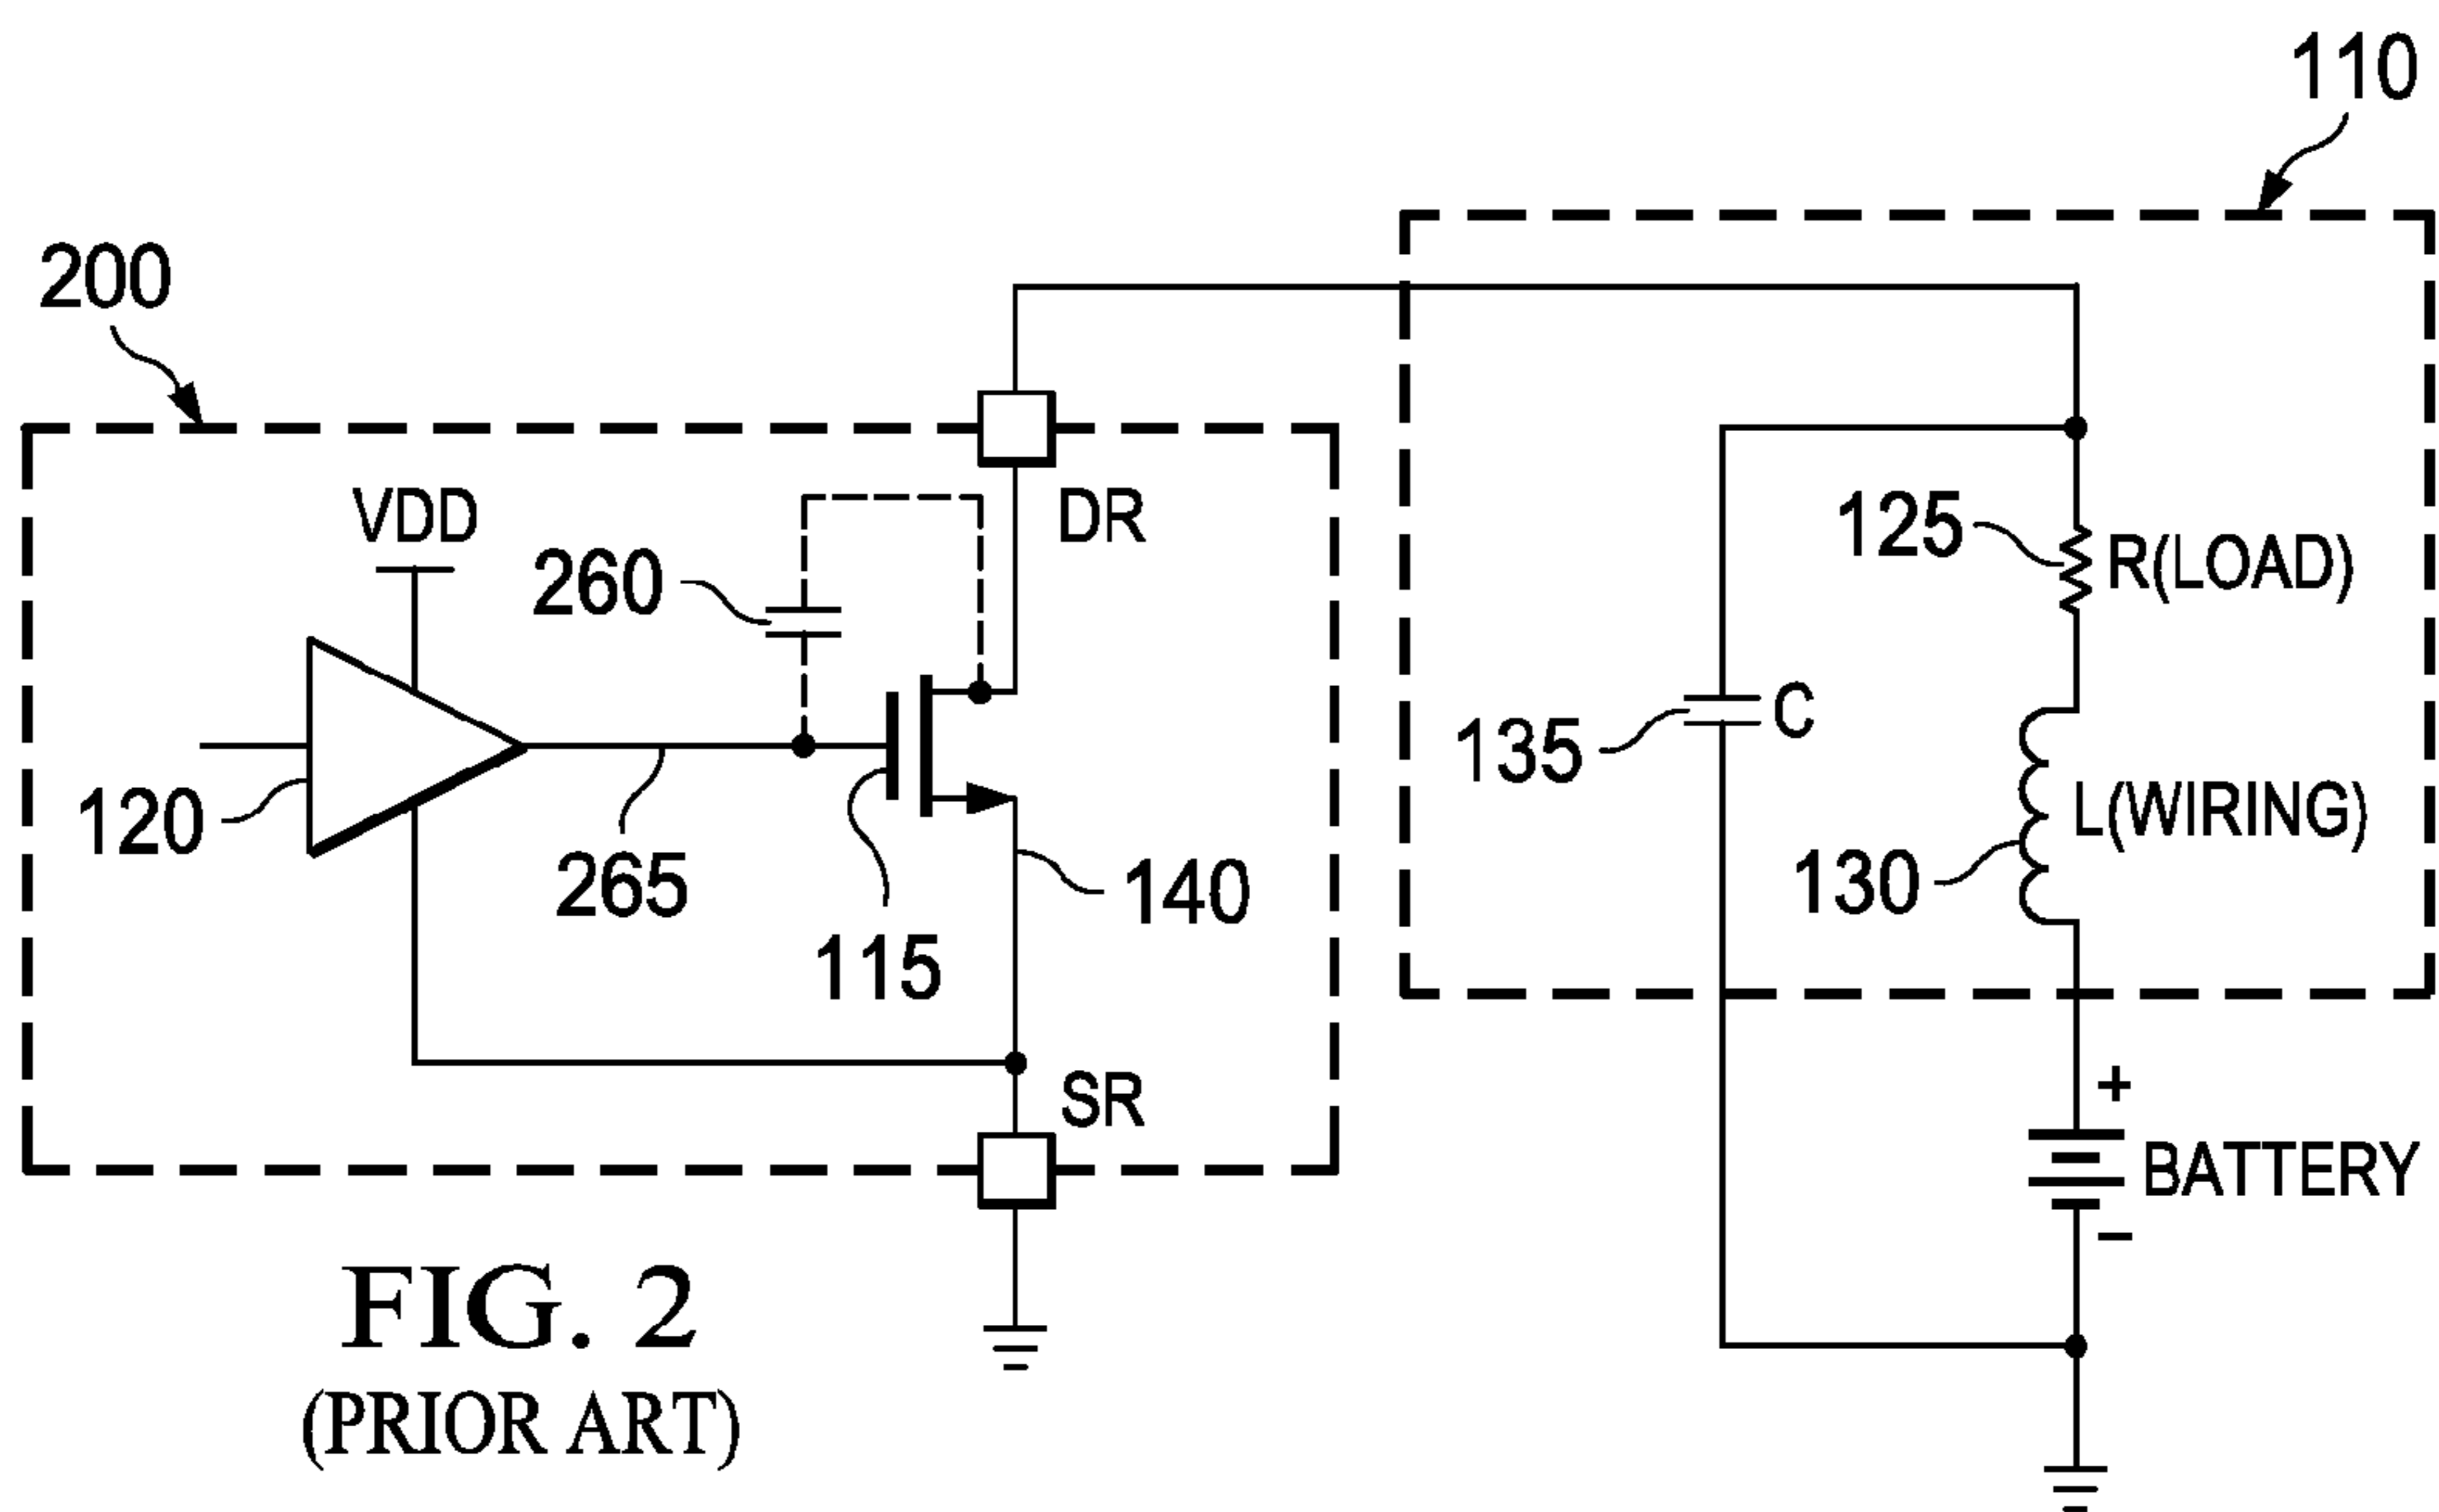 110
200
VDD
DR
260
125
R(LOAD)
C
135
120
L(WIRING)
130
265
140
115
+
SR
BATTERY
−
FIG. 2
(PRIOR ART)